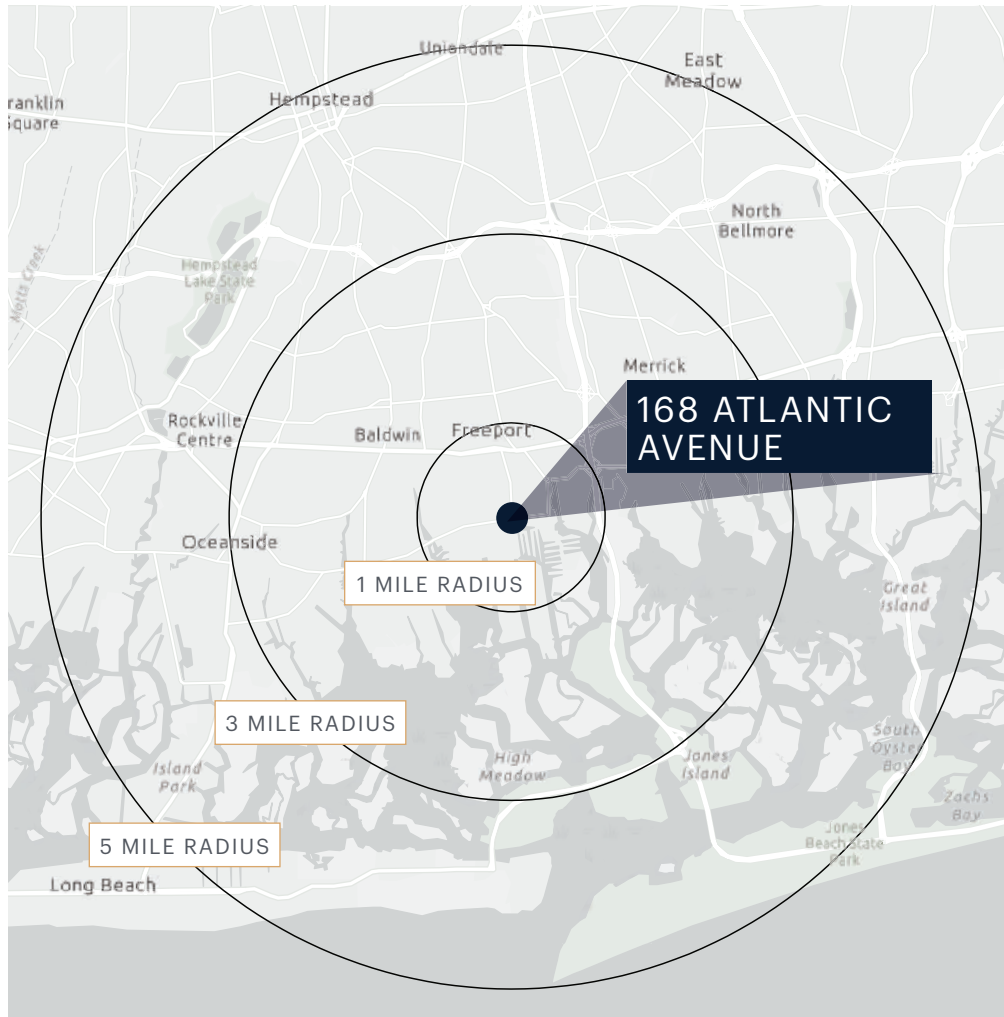 Uniondale
East
Meadow
Hempstead
ranklin
Square
North
Bellmore
Hempstead
Lake State
Park
Motts Creek
Merrick
168 ATLANTIC
AVENUE
Rockville
Centre
Baldwin
Freeport
Oceanside
1 MILE RADIUS
Great
Island
3 MILE RADIUS
South
Oyster
Bay
High
Meadow
Jones
Island
Island
Park
Zachs
Bay
5 MILE RADIUS
Jones
Beach State
Park
Long Beach